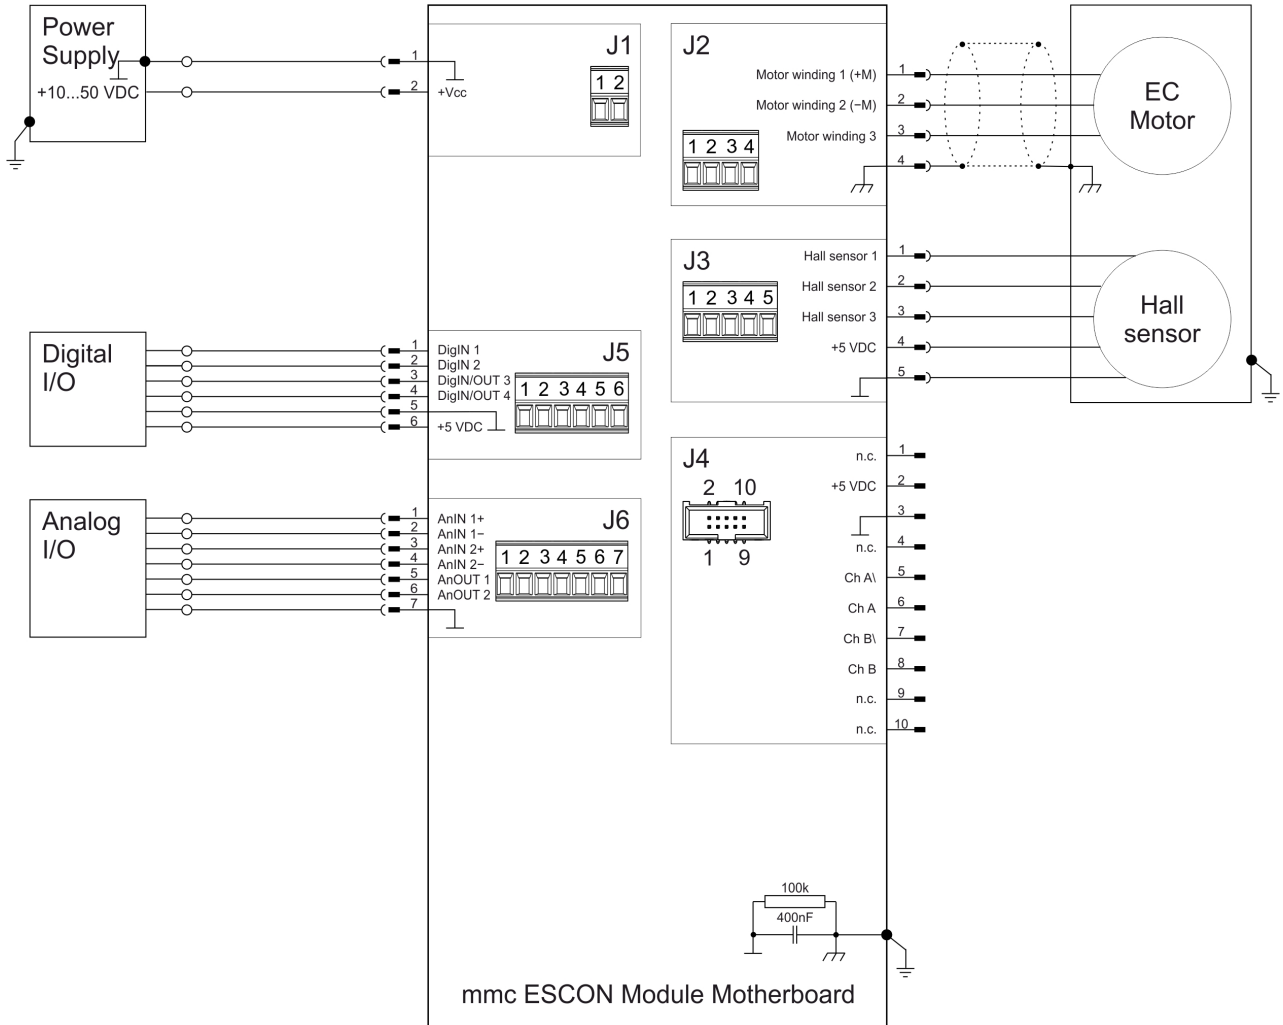 Power
Supply
+10...50 VDC
1
2
+Vcc
J1
1 2
J2
Motor winding 1 (+M)
1
Motor winding 2 (−M)
2
Motor winding 3
3
4
1 2 3 4
EC
Motor
J3
Hall sensor 1
1
Hall sensor 2
2
Hall sensor 3
3
+5 VDC
4
5
1 2 3 4 5
Hall
sensor
Digital
I/O
1
DigIN 1
2
DigIN 2
3
DigIN/OUT 3
4
DigIN/OUT 4
5
6
+5 VDC
J5
1 2 3 4 5 6
J4
2 10
1 9
n.c.
1
+5 VDC
2
3
n.c.
4
Ch A\
5
Ch A
6
Ch B\
7
Ch B
8
n.c.
9
n.c.
10
Analog
I/O
1
AnIN 1+
2
AnIN 1−
3
AnIN 2+
4
AnIN 2−
5
AnOUT 1
6
AnOUT 2
7
J6
1 2 3 4 5 6 7
100k
400nF
mmc ESCON Module Motherboard